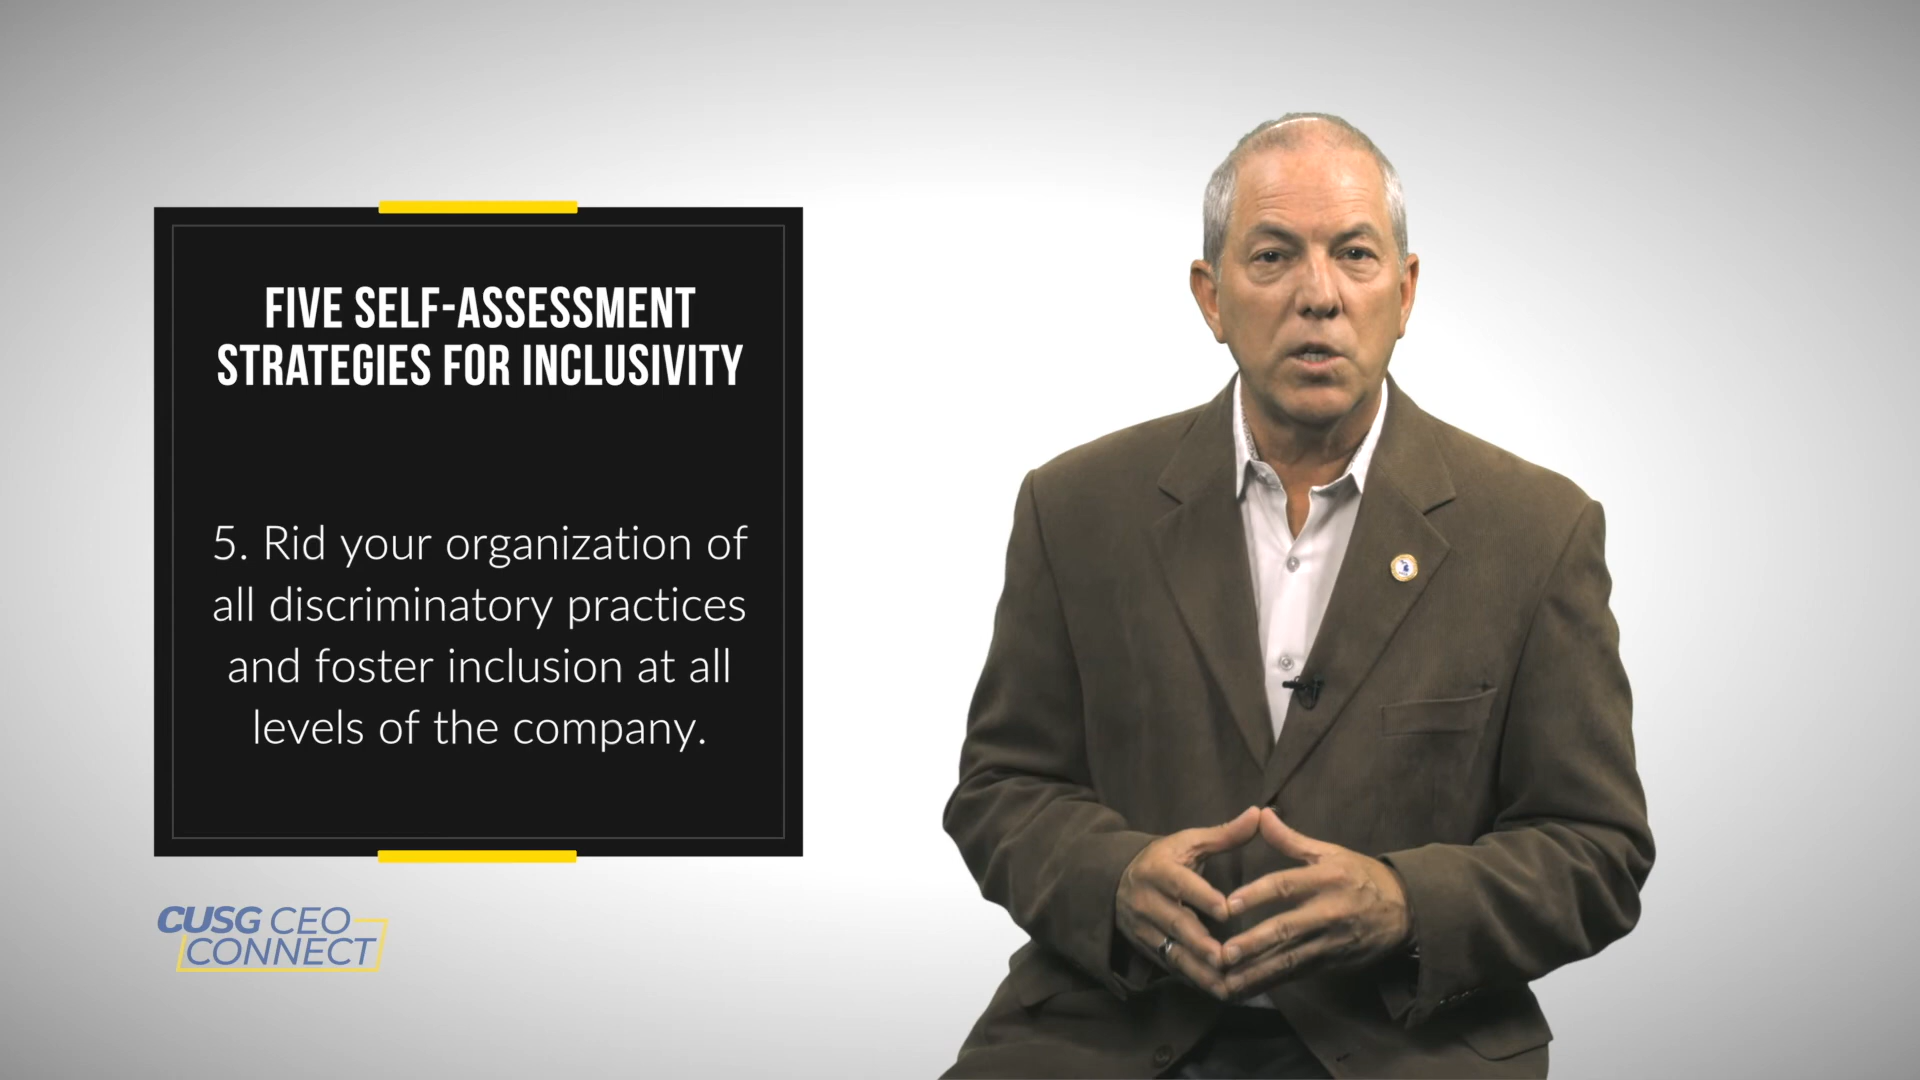 FIVE SELF-ASSESSMENT
STRATEGIES FOR INCLUSIVITY
5. Rid your organization of
all discriminatory practices
and foster inclusion at all
levels of the company.
CUSG CEO
CONNECT